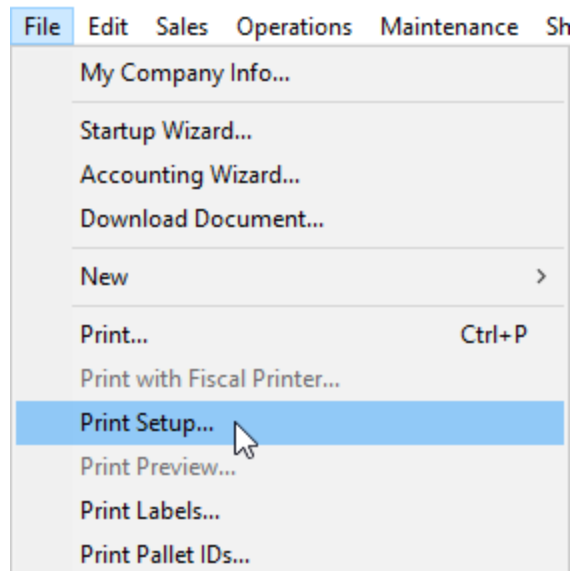 File Edit Sales Operations Maintenance Sh
My Company Info...
Startup Wizard...
Accounting Wizard...
Download Document...
New >
Print... Ctrl+P
Print with Fiscal Printer...
Print Setup...
Print Preview...
Print Labels...
Print Pallet IDs...